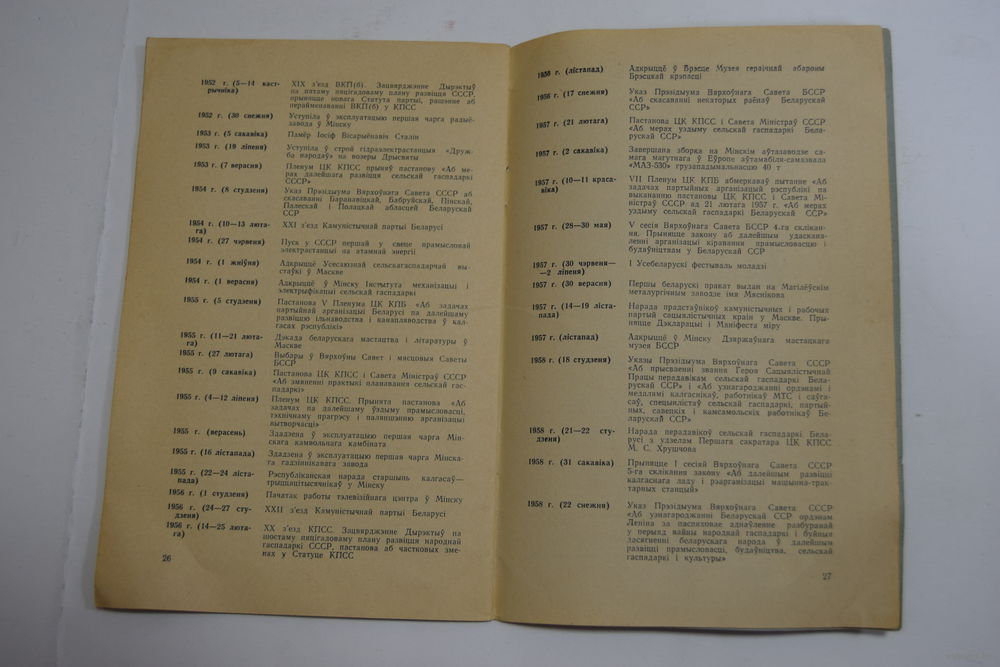 1952 г. (5—14 кастрычніка) XIX з'езд ВКП(б). Зацвярджэнне Дырэктыў
па пятаму пяцігадоваму плану развіцця СССР,
прыняцце новага Статута партыі, рашэнне аб
перайменаванні ВКП(б) у КПСС
1952 г. (30 снежня) Уступіла ў эксплуатацыю першая чарга радыё-
завода ў Мінску
1953 г. (5 сакавіка) Памёр Іосіф Вісарыёнавіч Сталін
1953 г. (19 ліпеня) Уступіла ў строй гідраэлектрастанцыя «Друж-
ба народаў» на возеры Дрысвяты
1953 г. (7 верасня) Пленум ЦК КПСС прыняў пастанову «Аб ме-
рах далейшага развіцця сельскай гаспадаркі
СССР»
1954 г. (8 студзеня) Указ Прэзідыума Вярхоўнага Савета СССР аб
скасаванні Баранавіцкай, Бабруйскай, Пінскай,
Палескай і Полацкай абласцей Беларускай
ССР
1954 г. (10—13 люта-
га) XXI з'езд Камуністычнай партыі Беларусі
1954 г. (27 чэрвеня) Пуск у СССР першай у свеце прамысловай
электрастанцыі на атамнай энергіі
1954 г. (1 жніўня) Адкрыццё Усесаюзнай сельскагаспадарчай вы-
стаўкі ў Маскве
1954 г. (1 верасня) Адкрыццё ў Мінску Інстытута механізацыі і
электрыфікацыі сельскай гаспадаркі
1955 г. (5 студзеня) Пастанова V Пленума ЦК КПБ «Аб задачах
партыйнай арганізацыі Беларусі па далейшаму
развіццю ільнаводства і канапляводства ў кал-
гасах рэспублікі»
1955 г. (11—21 люта-
га) Дэкада беларускага мастацтва і літаратуры ў
Маскве
1955 г. (27 лютага) Выбары ў Вярхоўны Савет і мясцовыя Саветы
БССР
1955 г. (9 сакавіка) Пастанова ЦК КПСС і Савета Міністраў СССР
«Аб змяненні практыкі планавання сельскай гас-
падаркі»
1955 г. (4—12 ліпеня) Пленум ЦК КПСС. Прынята пастанова «Аб
задачах па далейшаму ўздыму прамысловасці,
тэхнічнаму прагрэсу і паляпшэнню арганізацыі
вытворчасці»
1955 г. (верасень) Здадзена ў эксплуатацыю першая чарга Мін-
скага камвольнага камбіната
1955 г. (16 лістапада) Здадзена ў эксплуатацыю першая чарга Мінска-
га гадзіннікавага завода
1955 г. (22—24 ліста-
пада) Рэспубліканская нарада старшынь калгасаў—
трыццацітысячнікаў у Мінску
1956 г. (1 студзеня) Пачатак работы тэлевізійнага цэнтра ў Мінску
1956 г. (24—27 сту-
дзеня) XXII з'езд Камуністычнай партыі Беларусі
1956 г. (14—25 люта-
га) XX з'езд КПСС. Зацвярджэнне Дырэктыў па
шостаму пяцігадоваму плану развіцця народнай
гаспадаркі СССР, пастанова аб частковых зме-
нах у Статуце КПСС
26
1956 г. (лістапад) Адкрыццё ў Брэсце Музея гераічнай абароны
Брэсцкай крэпасці
1956 г. (17 снежня) Указ Прэзідыума Вярхоўнага Савета БССР
«Аб скасаванні некаторых раёнаў Беларускай
ССР»
1957 г. (21 лютага) Пастанова ЦК КПСС і Савета Міністраў СССР
«Аб мерах уздыму сельскай гаспадаркі Бела-
рускай ССР»
1957 г. (2 сакавіка) Завершана зборка на Мінскім аўтазаводзе са-
мага магутнага ў Еўропе аўтамабіля-самазвала
«МАЗ-530» грузападымальнасцю 40 т
1957 г. (10—11 краса-
віка) VII Пленум ЦК КПБ абмеркаваў пытанне «Аб
задачах партыйных арганізацый рэспублікі па
выкананню пастановы ЦК КПСС і Савета Мі-
ністраў СССР ад 21 лютага 1957 г. «Аб мерах
уздыму сельскай гаспадаркі Беларускай ССР»
1957 г. (28—30 мая) V сесія Вярхоўнага Савета БССР 4-га склікан-
ня. Прыняцце закону аб далейшым удаскана-
ленні арганізацыі кіравання прамысловасцю і
будаўніцтвам у Беларускай ССР
1957 г. (30 чэрвеня—
—2 ліпеня) I Усебеларускі фестываль моладзі
1957 г. (30 верасня) Першы беларускі пракат выдан на Магілёўскім
металургічным заводзе імя Мяснікова
1957 г. (14—19 ліста-
пада) Нарада прадстаўнікоў камуністычных і рабочых
партый сацыялістычных краін у Маскве. Пры-
няцце Дэкларацыі і Маніфеста міру
1957 г. (лістапад) Адкрыццё ў Мінску Дзяржаўнага мастацкага
музея БССР
1958 г. (18 студзеня) Указы Прэзідыума Вярхоўнага Савета СССР
«Аб прысваенні звання Героя Сацыялістычнай
Працы перадавікам сельскай гаспадаркі Бела-
рускай ССР» і «Аб узнагароджанні ордэнамі і
медалямі калгаснікаў, работнікаў МТС і саўга-
саў, спецыялістаў сельскай гаспадаркі, партый-
ных, савецкіх і камсамольскіх работнікаў Бе-
ларускай ССР»
1958 г. (21—22 сту-
дзеня) Нарада перадавікоў сельскай гаспадаркі Бела-
русі з удзелам Першага сакратара ЦК КПСС
М. С. Хрушчова
1958 г. (31 сакавіка) Прыняцце I сесіяй Вярхоўнага Савета СССР
5-га склікання закону «Аб далейшым развіцці
калгаснага ладу і рэарганізацыі машынна-трак-
тарных станцый»
1958 г. (22 снежня) Указ Прэзідыума Вярхоўнага Савета СССР
«Аб узнагароджанні Беларускай ССР ордэнам
Леніна за паспяховае аднаўленне разбуранай
у перыяд вайны народнай гаспадаркі і буйныя
дасягненні беларускага народа ў далейшым
развіцці прамысловасці, будаўніцтва, сельскай
гаспадаркі і культуры»
27